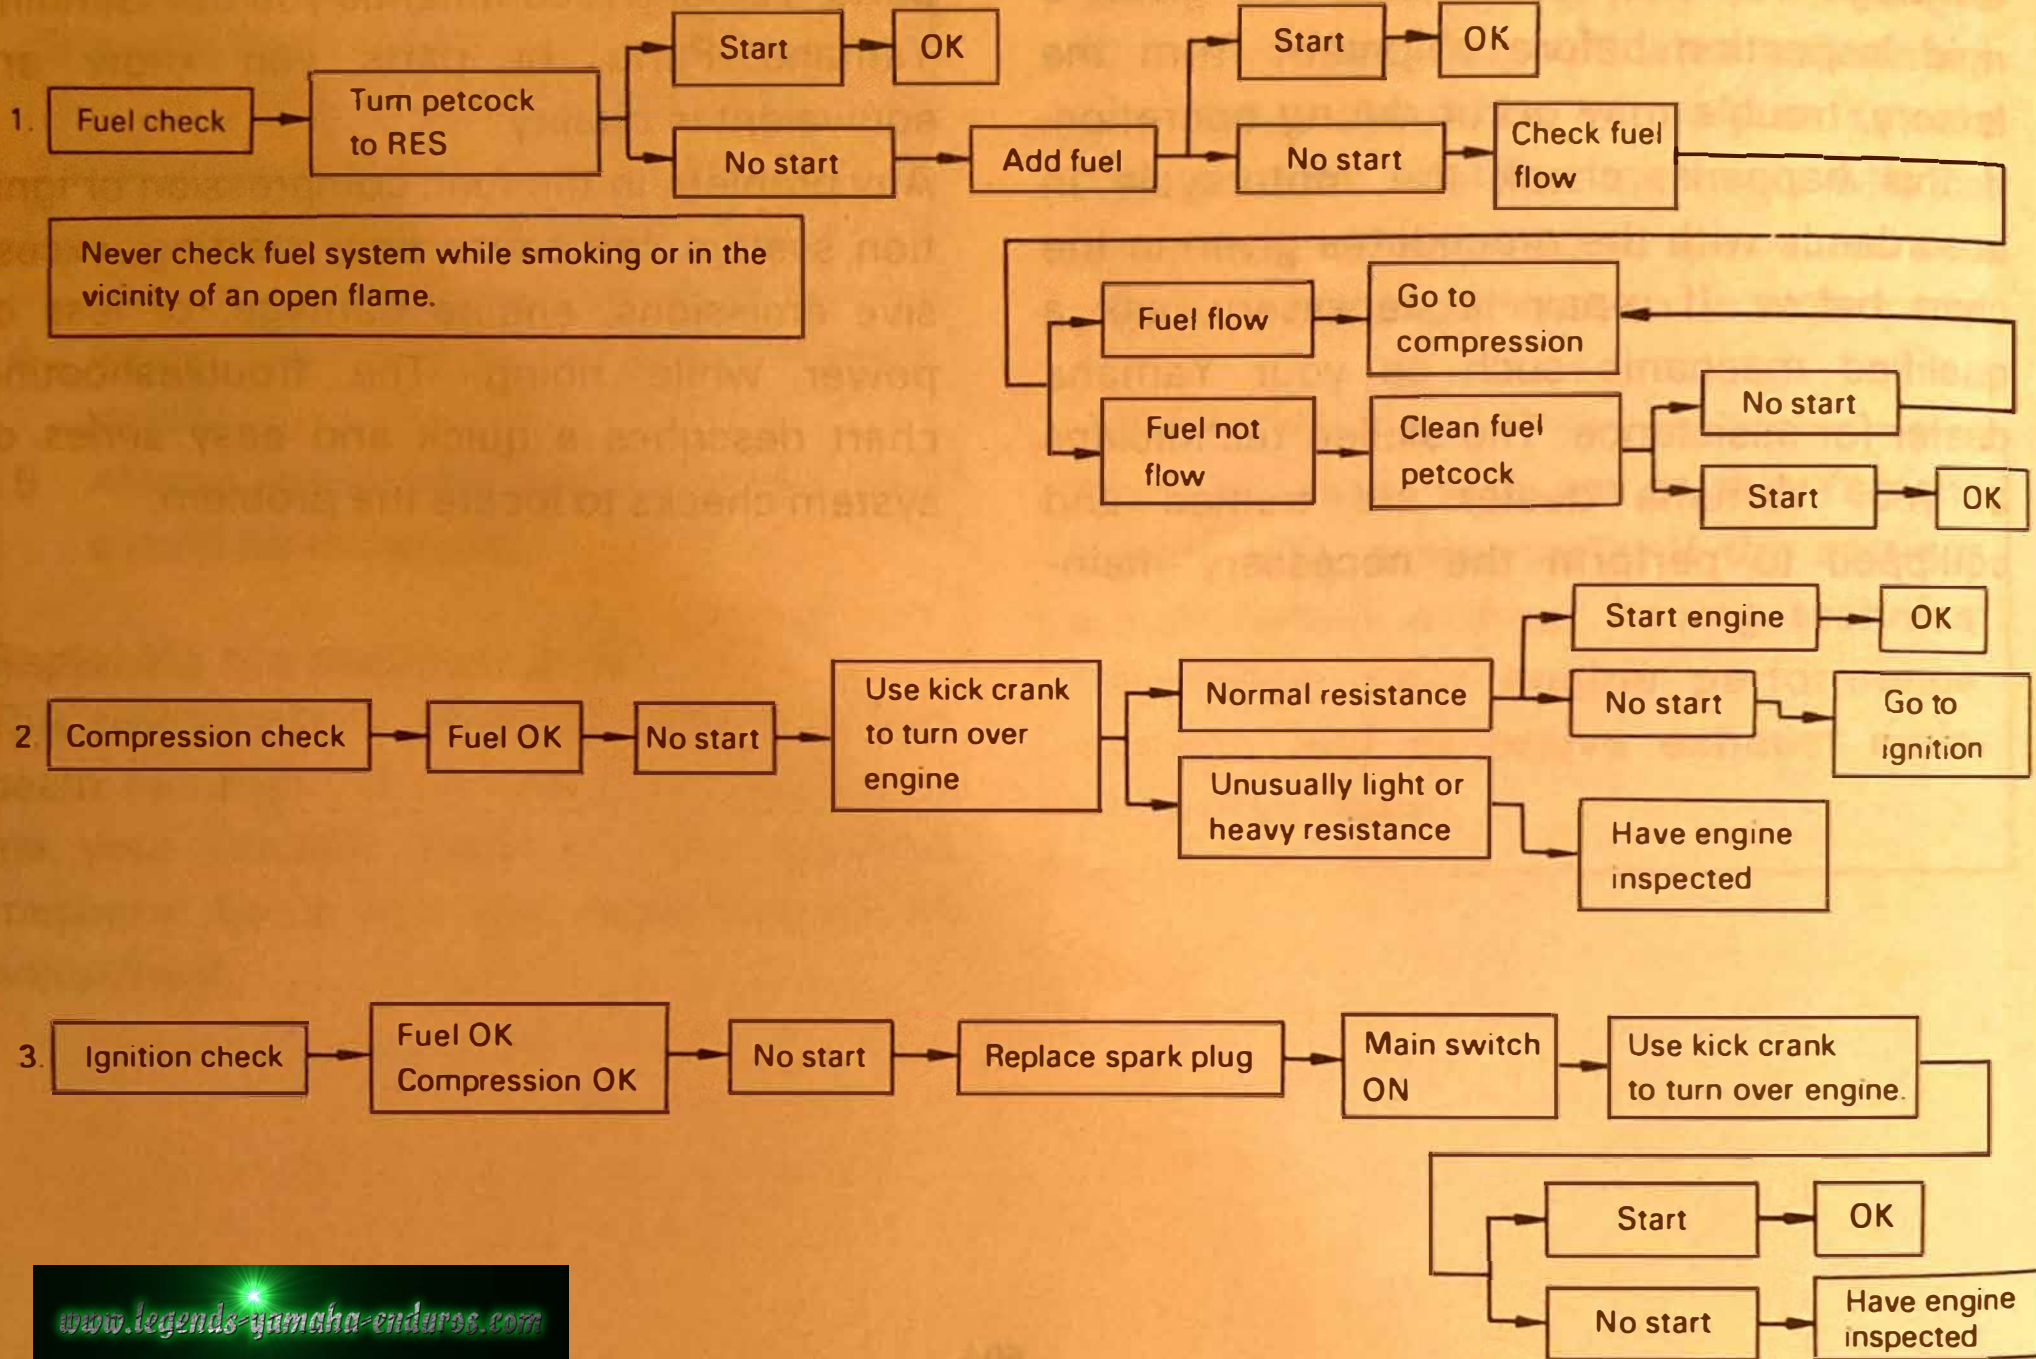 1.
Fuel check
Turn petcock
to RES
Start
OK
No start
Add fuel
Start
OK
No start
Check fuel
flow
Never check fuel system while smoking or in the
vicinity of an open flame.
Fuel flow
Go to
compression
Fuel not
flow
Clean fuel
petcock
No start
Start
OK
2.
Compression check
Fuel OK
No start
Use kick crank
to turn over
engine
Normal resistance
Start engine
OK
No start
Go to
ignition
Unusually light or
heavy resistance
Have engine
inspected
3.
Ignition check
Fuel OK
Compression OK
No start
Replace spark plug
Main switch
ON
Use kick crank
to turn over engine.
Start
OK
No start
Have engine
inspected
www.legends-yamaha-enduros.com